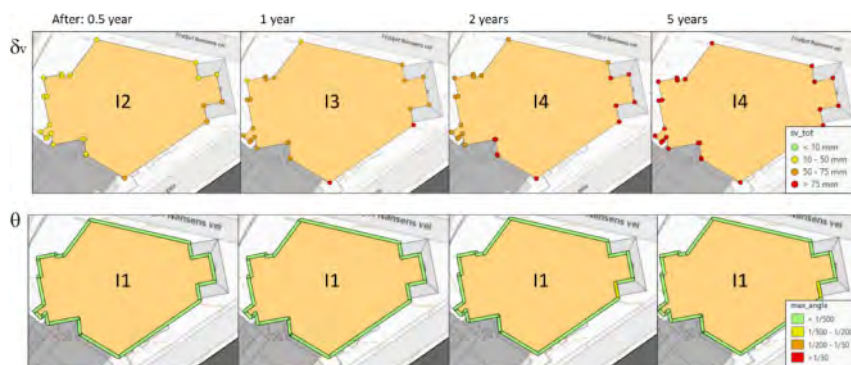 After: 0.5 year
1 year
2 years
5 years
δv
I2
I3
I4
I4
sv_tot
< 10 mm
10 - 50 mm
50 - 75 mm
> 75 mm
θ
Nansens vei
Nansens vei
Nansens vei
Nansens vei
I1
I1
I1
I1
max_angle
< 1/500
1/500 - 1/200
1/200 - 1/50
>1/50